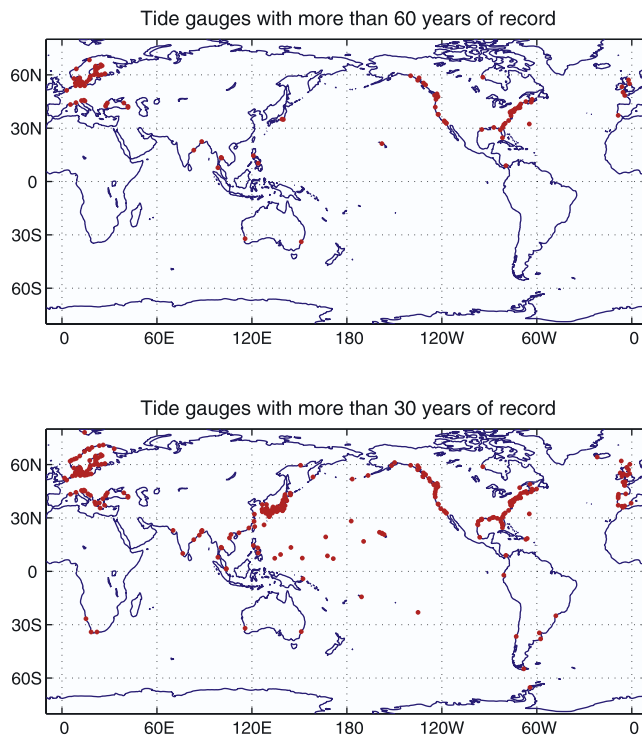 Tide gauges with more than 60 years of record
60N
30N
0
30S
60S
0 60E 120E 180 120W 60W 0
Tide gauges with more than 30 years of record
60N
30N
0
30S
60S
0 60E 120E 180 120W 60W 0